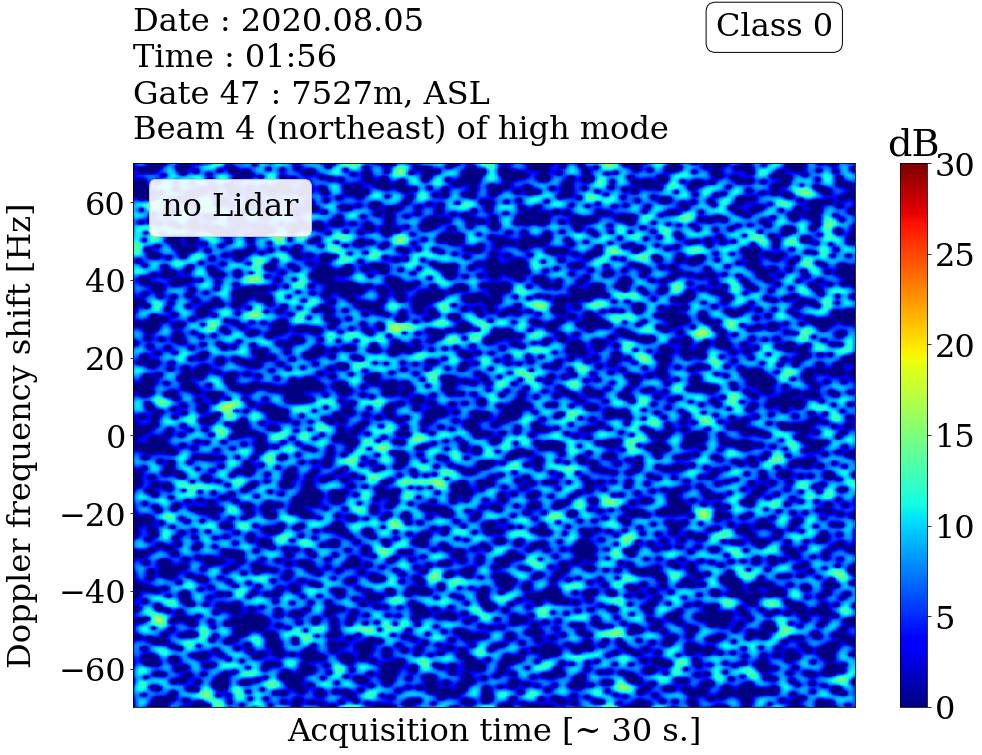 Date : 2020.08.05
Time : 01:56
Gate 47 : 7527m, ASL
Beam 4 (northeast) of high mode
Class 0
dB
no Lidar
Doppler frequency shift [Hz]
60
40
20
0
−20
−40
−60
30
25
20
15
10
5
0
Acquisition time [~ 30 s.]